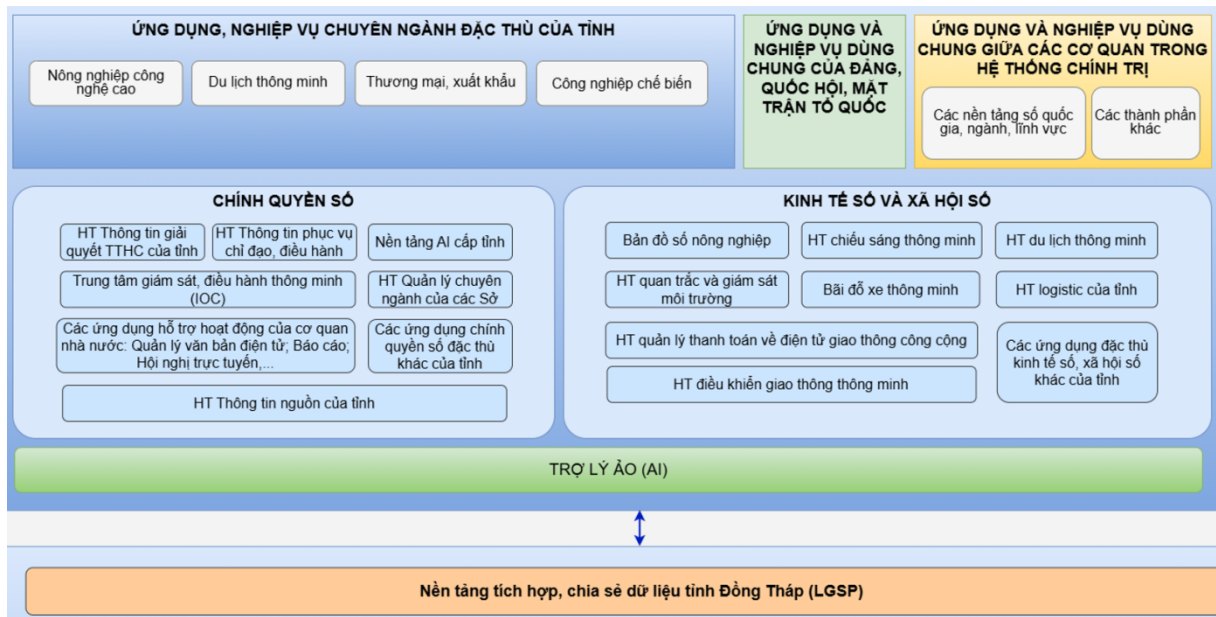 ỨNG DỤNG, NGHIỆP VỤ CHUYÊN NGÀNH ĐẶC THÙ CỦA TỈNH
Nông nghiệp công
nghệ cao
Du lịch thông minh
Thương mại, xuất khẩu
Công nghiệp chế biến
ỨNG DỤNG VÀ
NGHIỆP VỤ DÙNG
CHUNG CỦA ĐẢNG,
QUỐC HỘI, MẶT
TRẬN TỔ QUỐC
ỨNG DỤNG VÀ NGHIỆP VỤ DÙNG
CHUNG GIỮA CÁC CƠ QUAN TRONG
HỆ THỐNG CHÍNH TRỊ
Các nền tảng số quốc
gia, ngành, lĩnh vực
Các thành phần
khác
CHÍNH QUYỀN SỐ
HT Thông tin giải
quyết TTHC của tỉnh
HT Thông tin phục vụ
chỉ đạo, điều hành
Nền tảng AI cấp tỉnh
Trung tâm giám sát, điều hành thông minh
(IOC)
HT Quản lý chuyên
ngành của các Sở
Các ứng dụng hỗ trợ hoạt động của cơ quan
nhà nước: Quản lý văn bản điện tử; Báo cáo;
Hội nghị trực tuyến,...
Các ứng dụng chính
quyền số đặc thù
khác của tỉnh
HT Thông tin nguồn của tỉnh
KINH TẾ SỐ VÀ XÃ HỘI SỐ
Bản đồ số nông nghiệp
HT chiếu sáng thông minh
HT du lịch thông minh
HT quan trắc và giám sát
môi trường
Bãi đỗ xe thông minh
HT logistic của tỉnh
HT quản lý thanh toán về điện tử giao thông công cộng
HT điều khiển giao thông thông minh
Các ứng dụng đặc thù
kinh tế số, xã hội số
khác của tỉnh
TRỢ LÝ ẢO (AI)
Nền tảng tích hợp, chia sẻ dữ liệu tỉnh Đồng Tháp (LGSP)